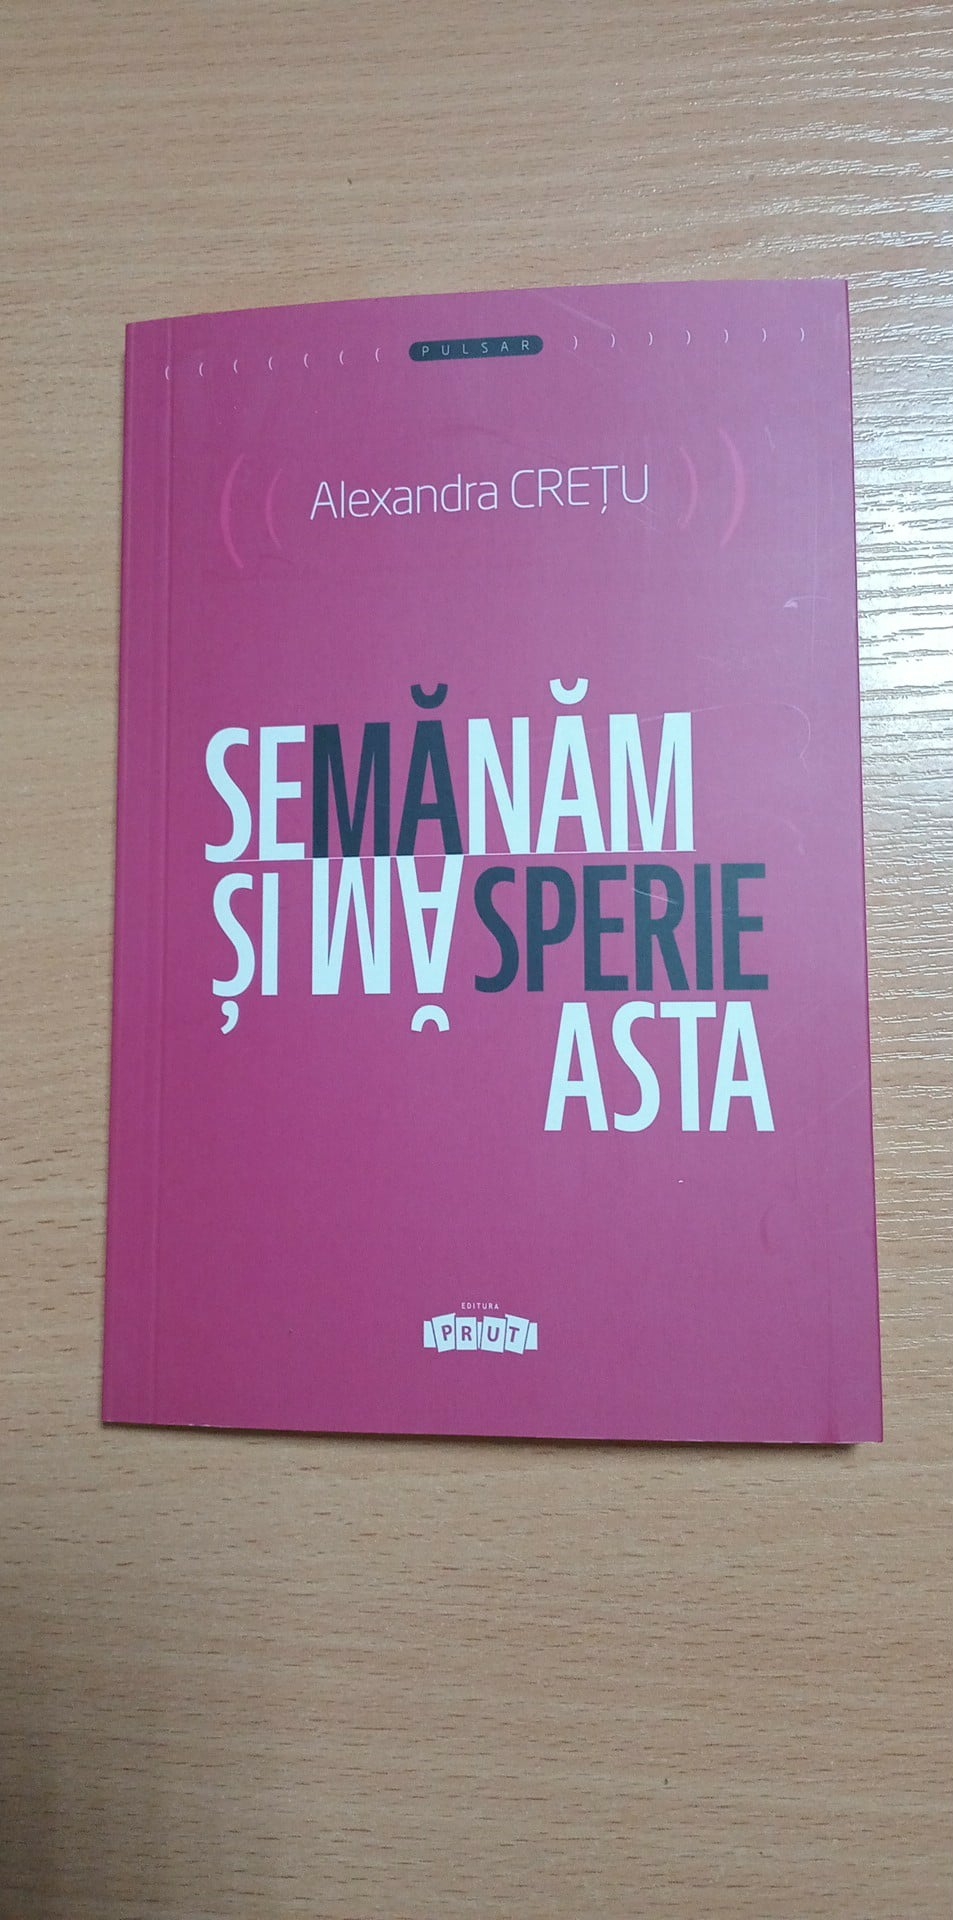 PULSAR
Alexandra CREȚU
SEMĂNĂM
ȘI MĂ SPERIE
ASTA
EDITURA
PRUT